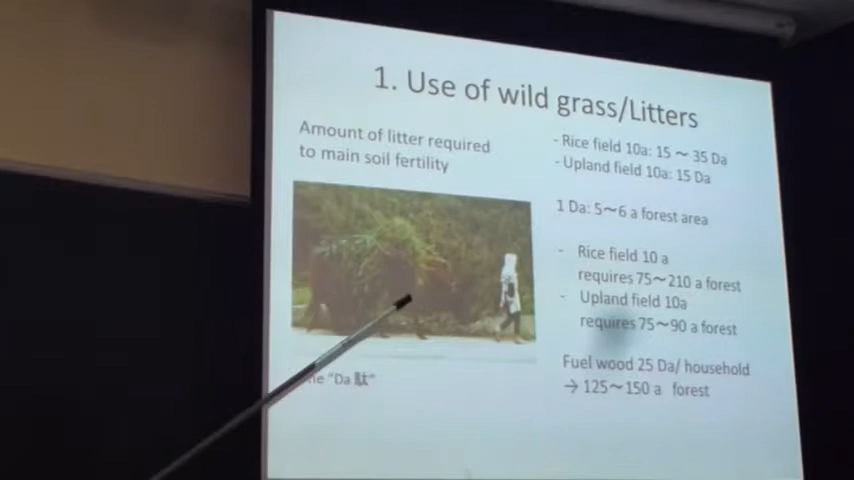 1. Use of wild grass/Litters
Amount of litter required
to main soil fertility
"Da 駄"
- Rice field 10a: 15 ～ 35 Da
- Upland field 10a: 15 Da
1 Da: 5～6 a forest area
- Rice field 10 a
requires 75～210 a forest
- Upland field 10a
requires 75～90 a forest
Fuel wood 25 Da/ household
→ 125～150 a forest